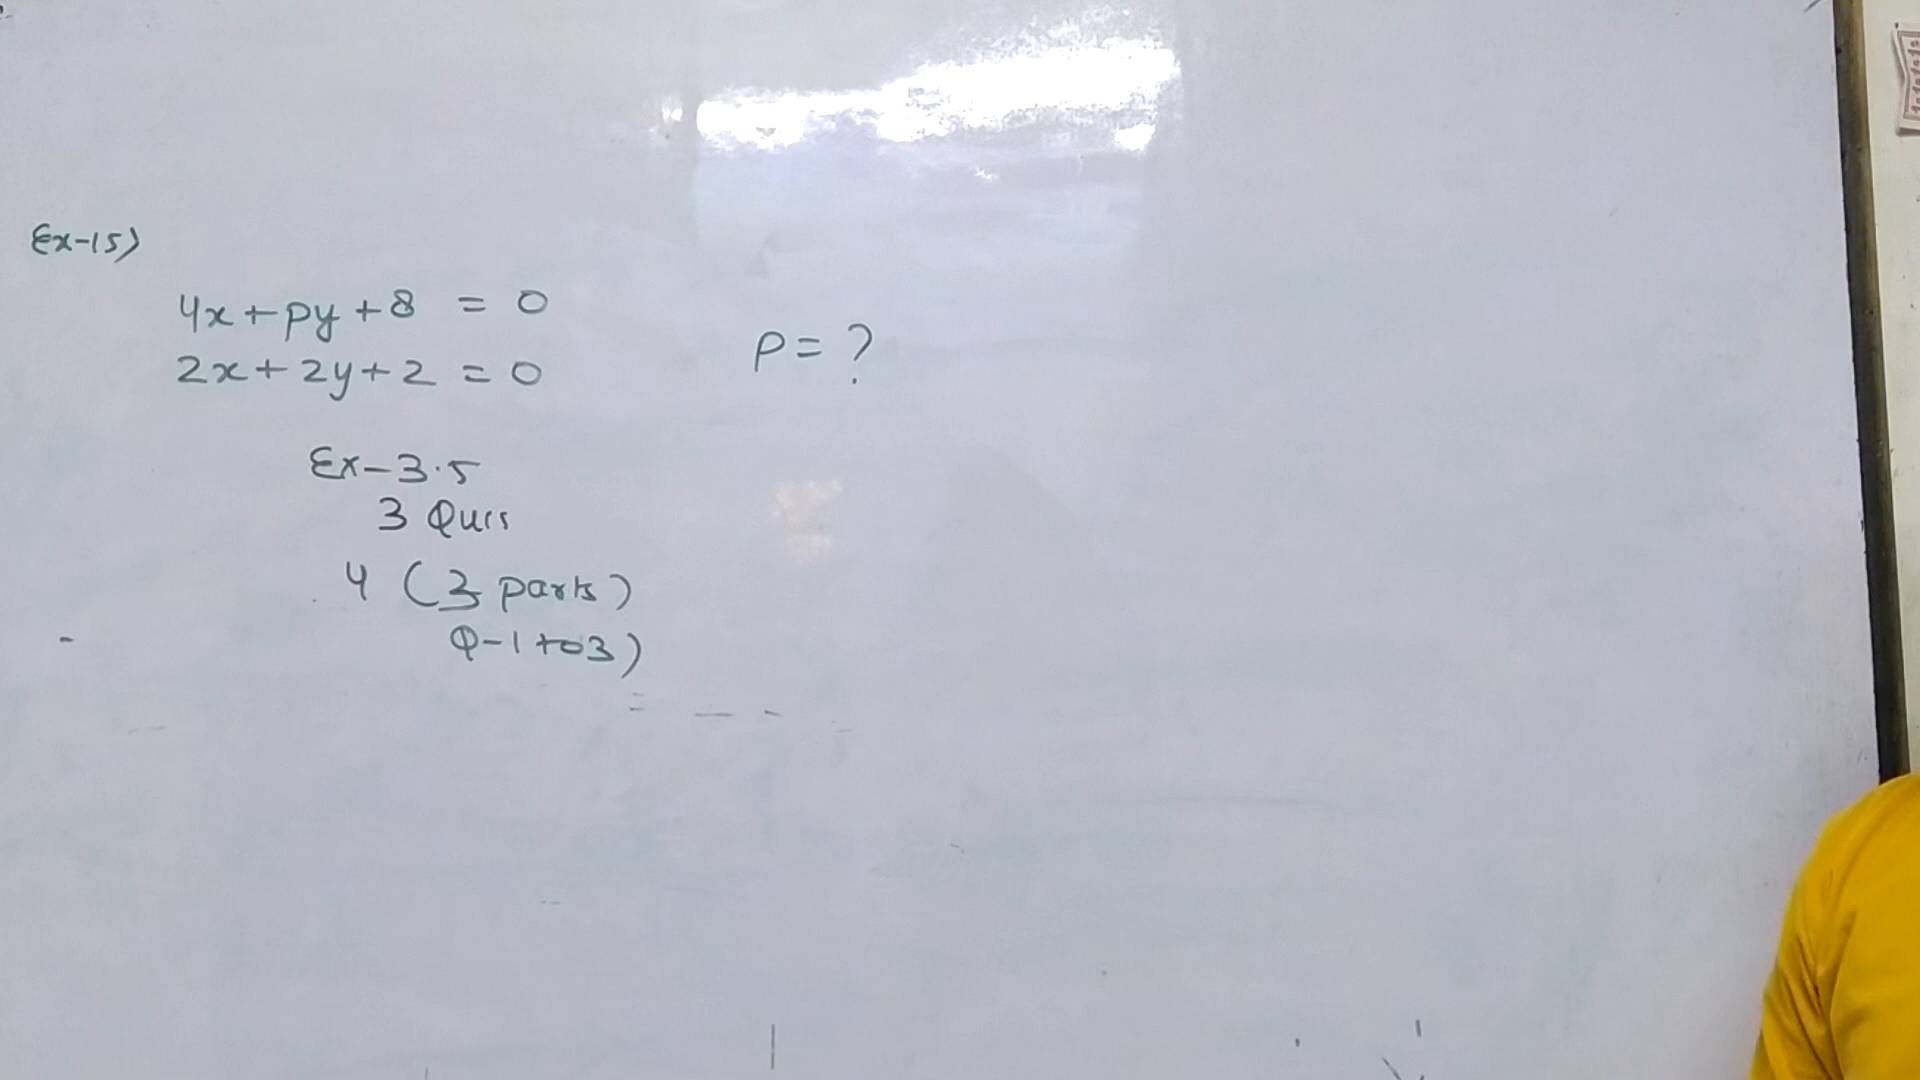 Ex-15)
4x+py+8 = 0
2x+2y+2 = 0
P= ?
Ex-3.5
3 Ques
4 (3 parts)
Q-1 to 3)